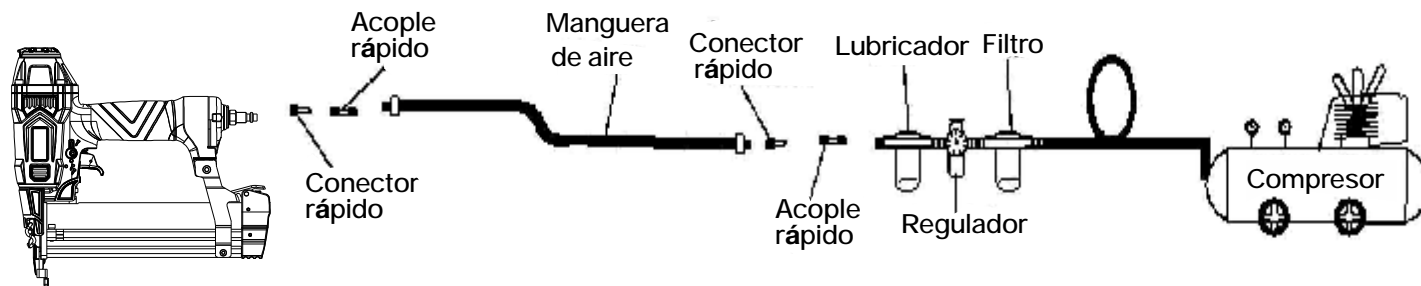 Acople
rápido
Manguera
de aire
Conector
rápido
Lubricador
Filtro
Conector
rápido
Acople
rápido
Regulador
Compresor